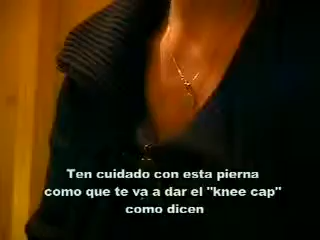 Ten cuidado con esta pierna
como que te va a dar el "knee cap"
como dicen